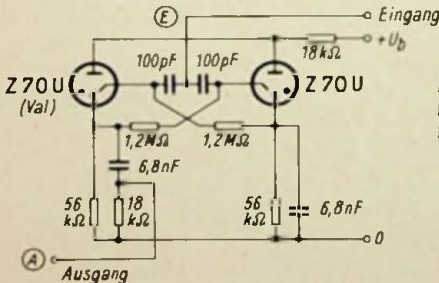 E
Eingang
+Ub
18kΩ
100pF
100pF
Z70U
(Val)
Z70U
1,2MΩ
1,2MΩ
6,8nF
56
kΩ
18
kΩ
56
kΩ
6,8nF
0
A
Ausgang